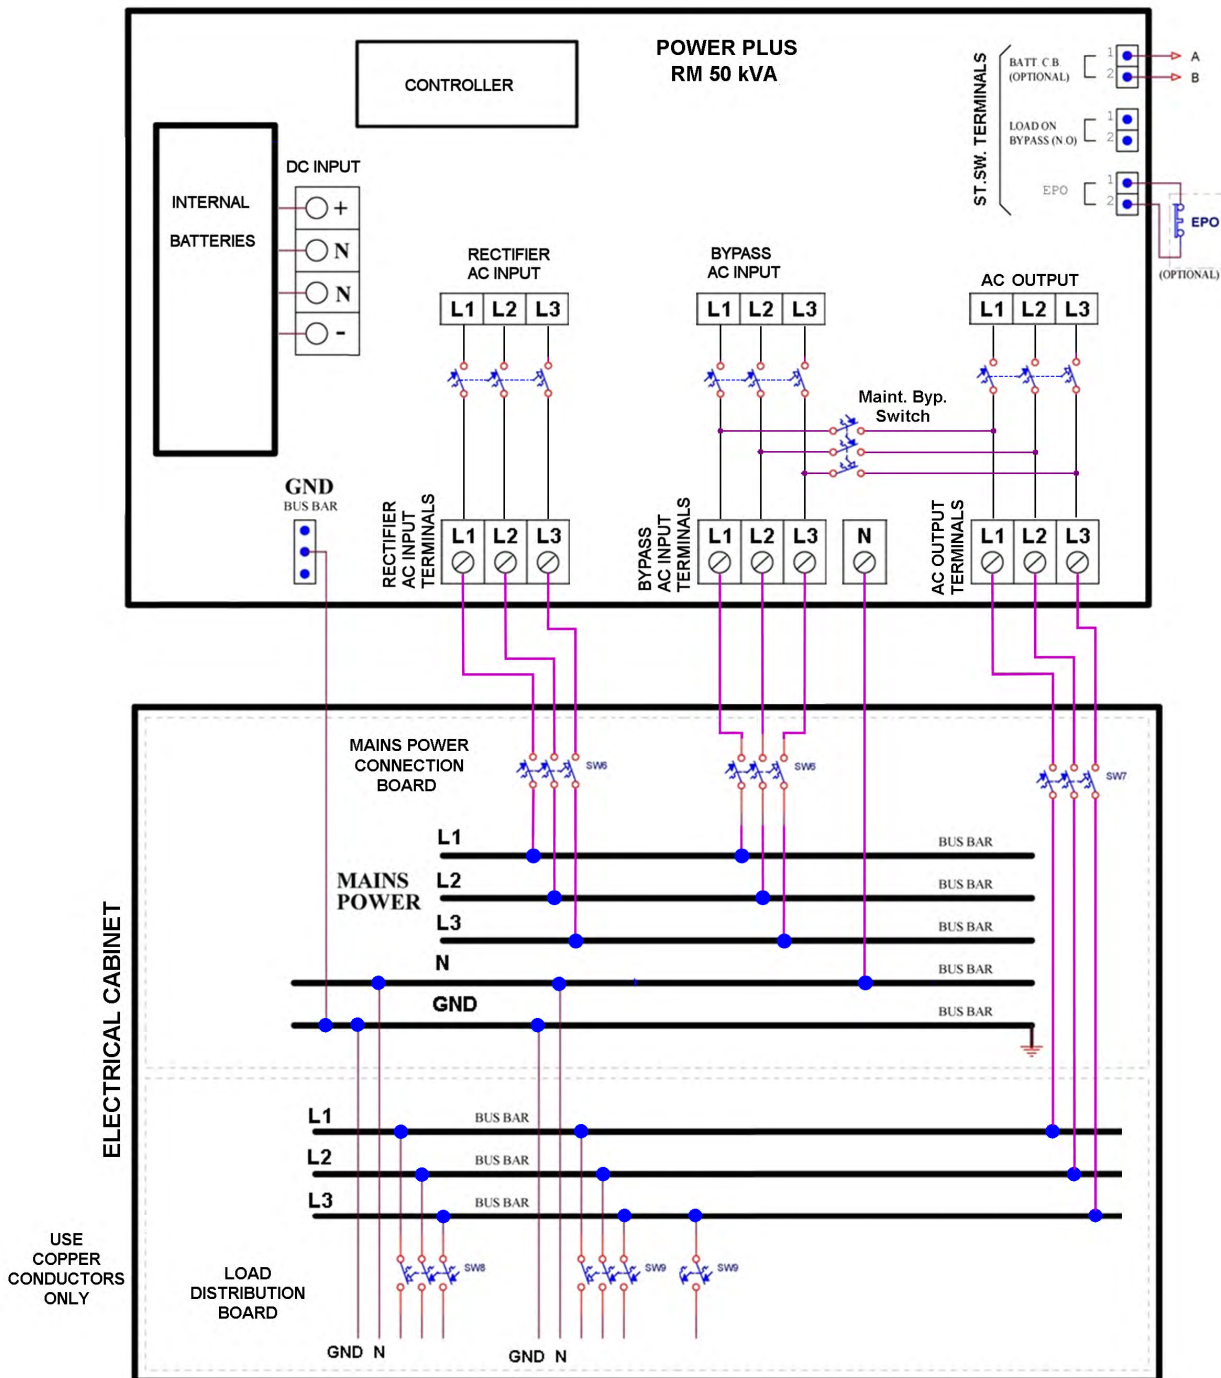 POWER PLUS
RM 50 kVA
CONTROLLER
INTERNAL
BATTERIES
DC INPUT
+
N
N
-
ST.SW. TERMINALS
BATT C.B.
(OPTIONAL)
1
2
A
B
LOAD ON
BYPASS (N.O)
1
2
EPO
1
2
EPO
(OPTIONAL)
RECTIFIER
AC INPUT
L1 L2 L3
BYPASS
AC INPUT
L1 L2 L3
AC OUTPUT
L1 L2 L3
Maint. Byp.
Switch
GND
BUS BAR
RECTIFIER
AC INPUT
TERMINALS
L1 L2 L3
BYPASS
AC INPUT
TERMINALS
L1 L2 L3
N
AC OUTPUT
TERMINALS
L1 L2 L3
ELECTRICAL CABINET
MAINS POWER
CONNECTION
BOARD
SW6
SW6
SW7
MAINS
POWER
L1
BUS BAR
L2
BUS BAR
L3
BUS BAR
N
BUS BAR
GND
BUS BAR
L1
BUS BAR
L2
BUS BAR
L3
BUS BAR
USE
COPPER
CONDUCTORS
ONLY
LOAD
DISTRIBUTION
BOARD
SW8
SW9
SW9
GND N
GND N